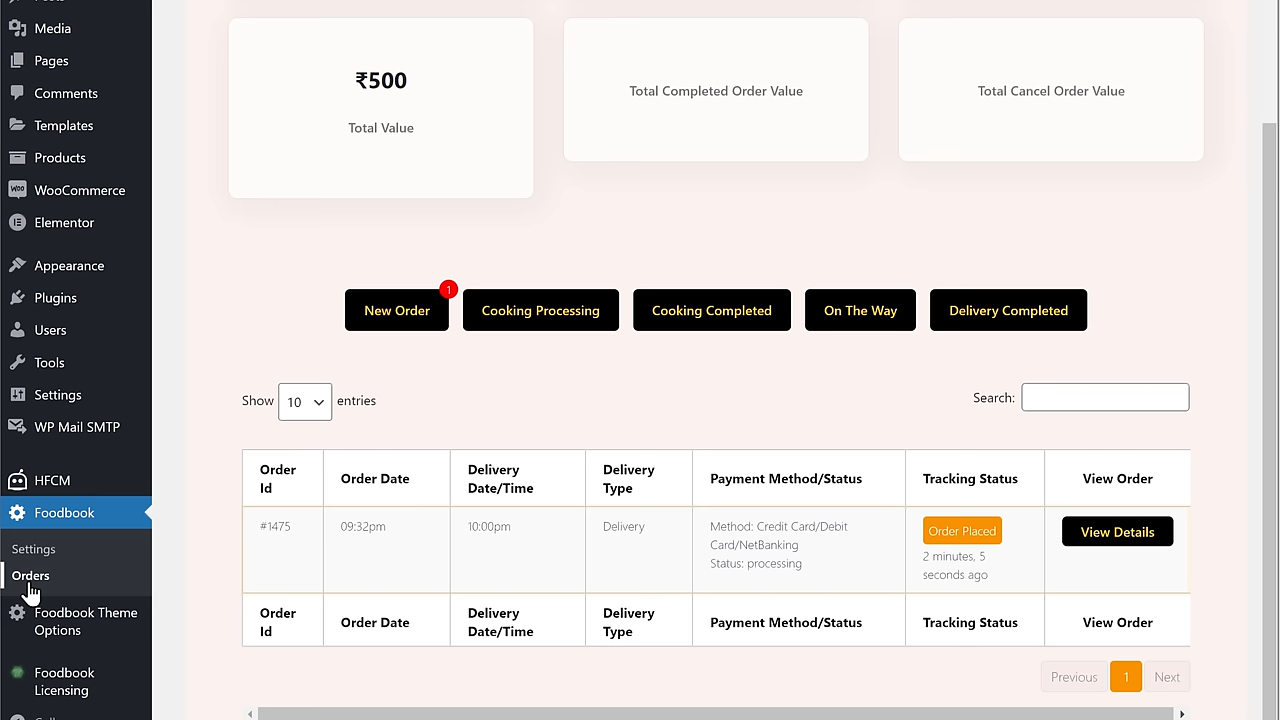 Media
Pages
Comments
Templates
Products
WooCommerce
Elementor
Appearance
Plugins
Users
Tools
Settings
WP Mail SMTP
HFCM
Foodbook
Settings
Orders
Foodbook Theme
Options
Foodbook
Licensing
₹500
Total Value
Total Completed Order Value
Total Cancel Order Value
New Order 1
Cooking Processing
Cooking Completed
On The Way
Delivery Completed
Show 10 entries
Search:
Order Id Order Date Delivery Date/Time Delivery Type Payment Method/Status Tracking Status View Order
#1475 09:32pm 10:00pm Delivery Method: Credit Card/Debit Order Placed View Details
Card/NetBanking 2 minutes, 5
Status: processing seconds ago
Order Id Order Date Delivery Date/Time Delivery Type Payment Method/Status Tracking Status View Order
Previous 1 Next